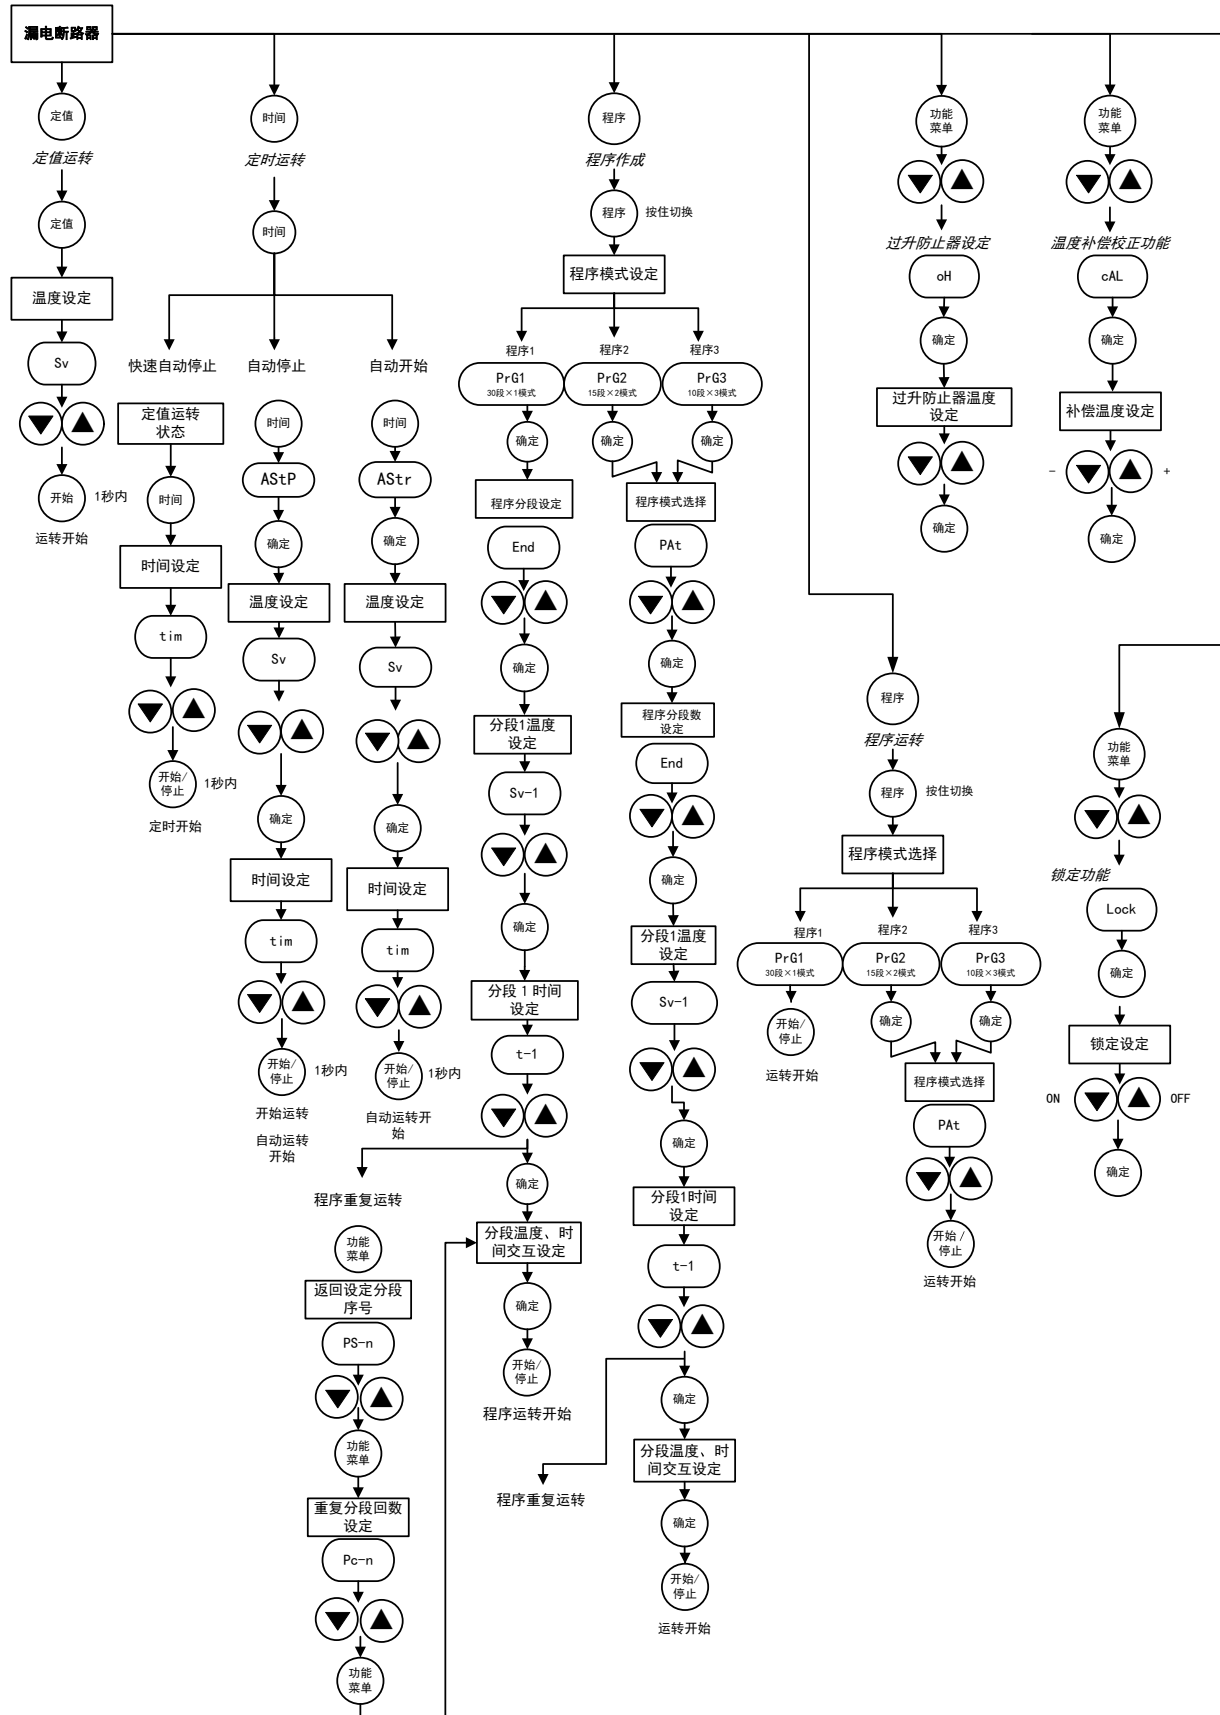 漏电断路器
定值
定值运转
定值
温度设定
Sv
开始
1秒内
运转开始
时间
定时运转
时间
快速自动停止
自动停止
自动开始
定值运转
状态
时间
时间设定
tim
开始/
停止
1秒内
定时开始
时间
AStP
确定
温度设定
Sv
确定
时间设定
tim
开始/
停止
1秒内
开始运转
自动运转
开始
时间
AStr
确定
温度设定
Sv
确定
时间设定
tim
开始/
停止
1秒内
自动运转开
始
程序
程序作成
程序
按住切换
程序模式设定
程序1
程序2
程序3
PrG1
30段×1模式
PrG2
15段×2模式
PrG3
10段×3模式
确定
确定
确定
程序分段设定
End
确定
分段1温度
设定
Sv-1
确定
分段 1 时间
设定
t-1
确定
分段温度、时
间交互设定
确定
开始/
停止
程序运转开始
程序重复运转
功能
菜单
返回设定分段
序号
PS-n
功能
菜单
重复分段回数
设定
Pc-n
功能
菜单
程序模式选择
PAt
确定
程序分段数
设定
End
确定
分段1温度
设定
Sv-1
确定
分段1时间
设定
t-1
确定
分段温度、时
间交互设定
程序重复运转
确定
开始/
停止
运转开始
程序
程序运转
程序
按住切换
程序模式选择
程序1
程序2
程序3
PrG1
30段×1模式
PrG2
15段×2模式
PrG3
10段×3模式
开始/
停止
运转开始
确定
确定
程序模式选择
PAt
开始 /
停止
运转开始
功能
菜单
过升防止器设定
oH
确定
过升防止器温度
设定
确定
功能
菜单
温度补偿校正功能
cAL
确定
补偿温度设定
- +
确定
功能
菜单
锁定功能
Lock
确定
锁定设定
ON OFF
确定